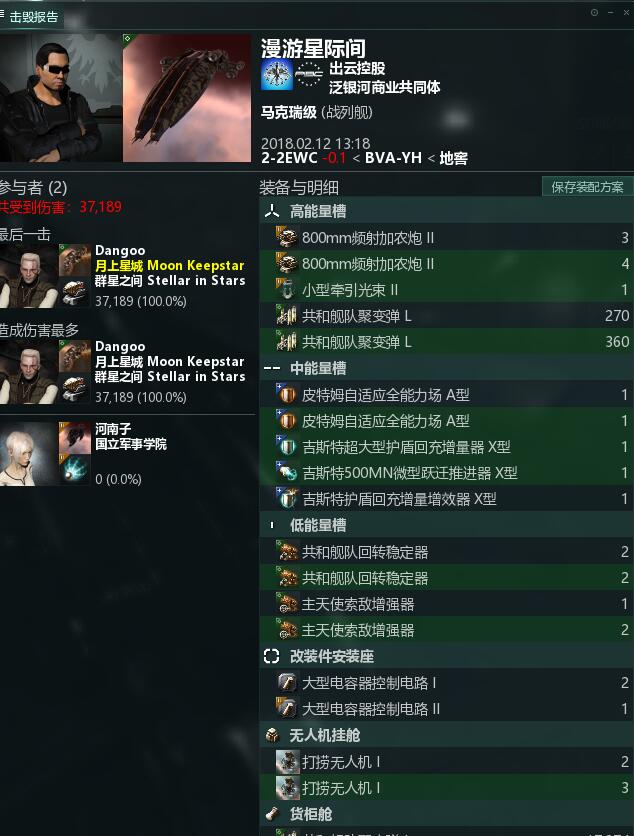 击毁报告
漫游星际间
出云控股
泛银河商业共同体
马克瑞级 (战列舰)
2018.02.12 13:18
2-2EWC -0.1 < BVA-YH < 地窖
参与者 (2)
共受到伤害: 37,189
最后一击
Dangoo
月上星城 Moon Keepstar
群星之间 Stellar in Stars
37,189 (100.0%)
造成伤害最多
Dangoo
月上星城 Moon Keepstar
群星之间 Stellar in Stars
37,189 (100.0%)
河南子
国立军事学院
0 (0.0%)
装备与明细
保存装配方案
高能量槽
800mm频射加农炮 II 3
800mm频射加农炮 II 4
小型牵引光束 II 1
共和舰队聚变弹 L 270
共和舰队聚变弹 L 360
中能量槽
皮特姆自适应全能力场 A型 1
皮特姆自适应全能力场 A型 1
吉斯特超大型护盾回充增量器 X型 1
吉斯特500MN微型跃迁推进器 X型 1
吉斯特护盾回充增量增效器 X型 1
低能量槽
共和舰队回转稳定器 2
共和舰队回转稳定器 2
主天使索敌增强器 1
主天使索敌增强器 2
改装件安装座
大型电容器控制电路 I 2
大型电容器控制电路 II 1
无人机挂舱
打捞无人机 I 2
打捞无人机 I 3
货柜舱